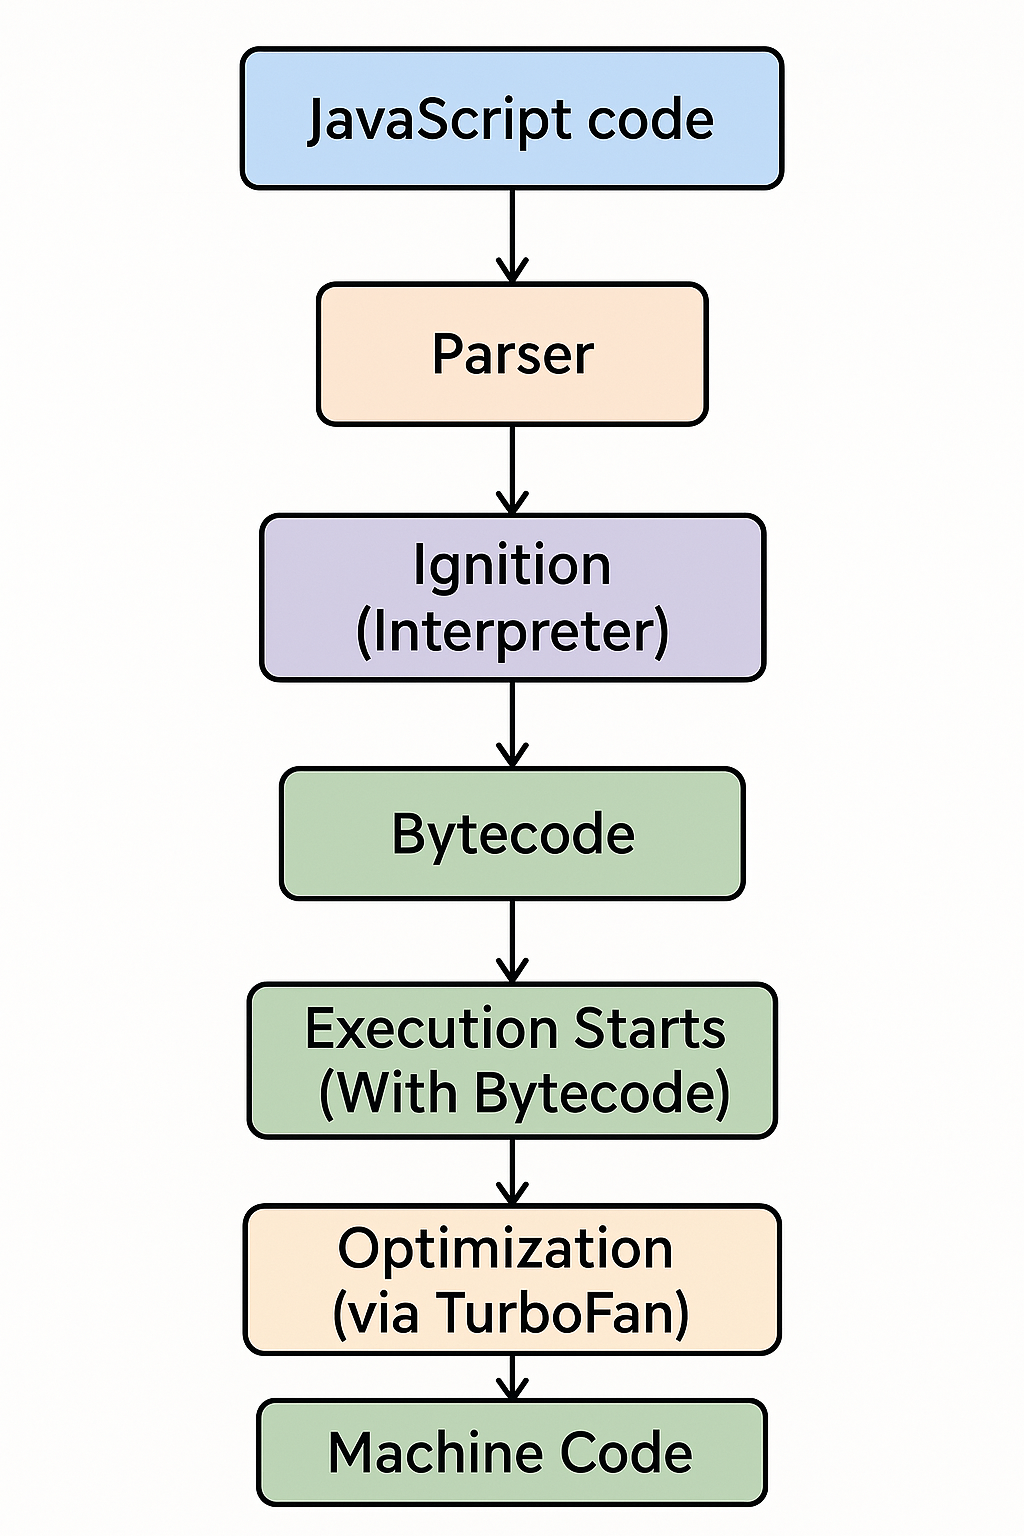 JavaScript code
Parser
Ignition
(Interpreter)
Bytecode
Execution Starts
(With Bytecode)
Optimization
(via TurboFan)
Machine Code